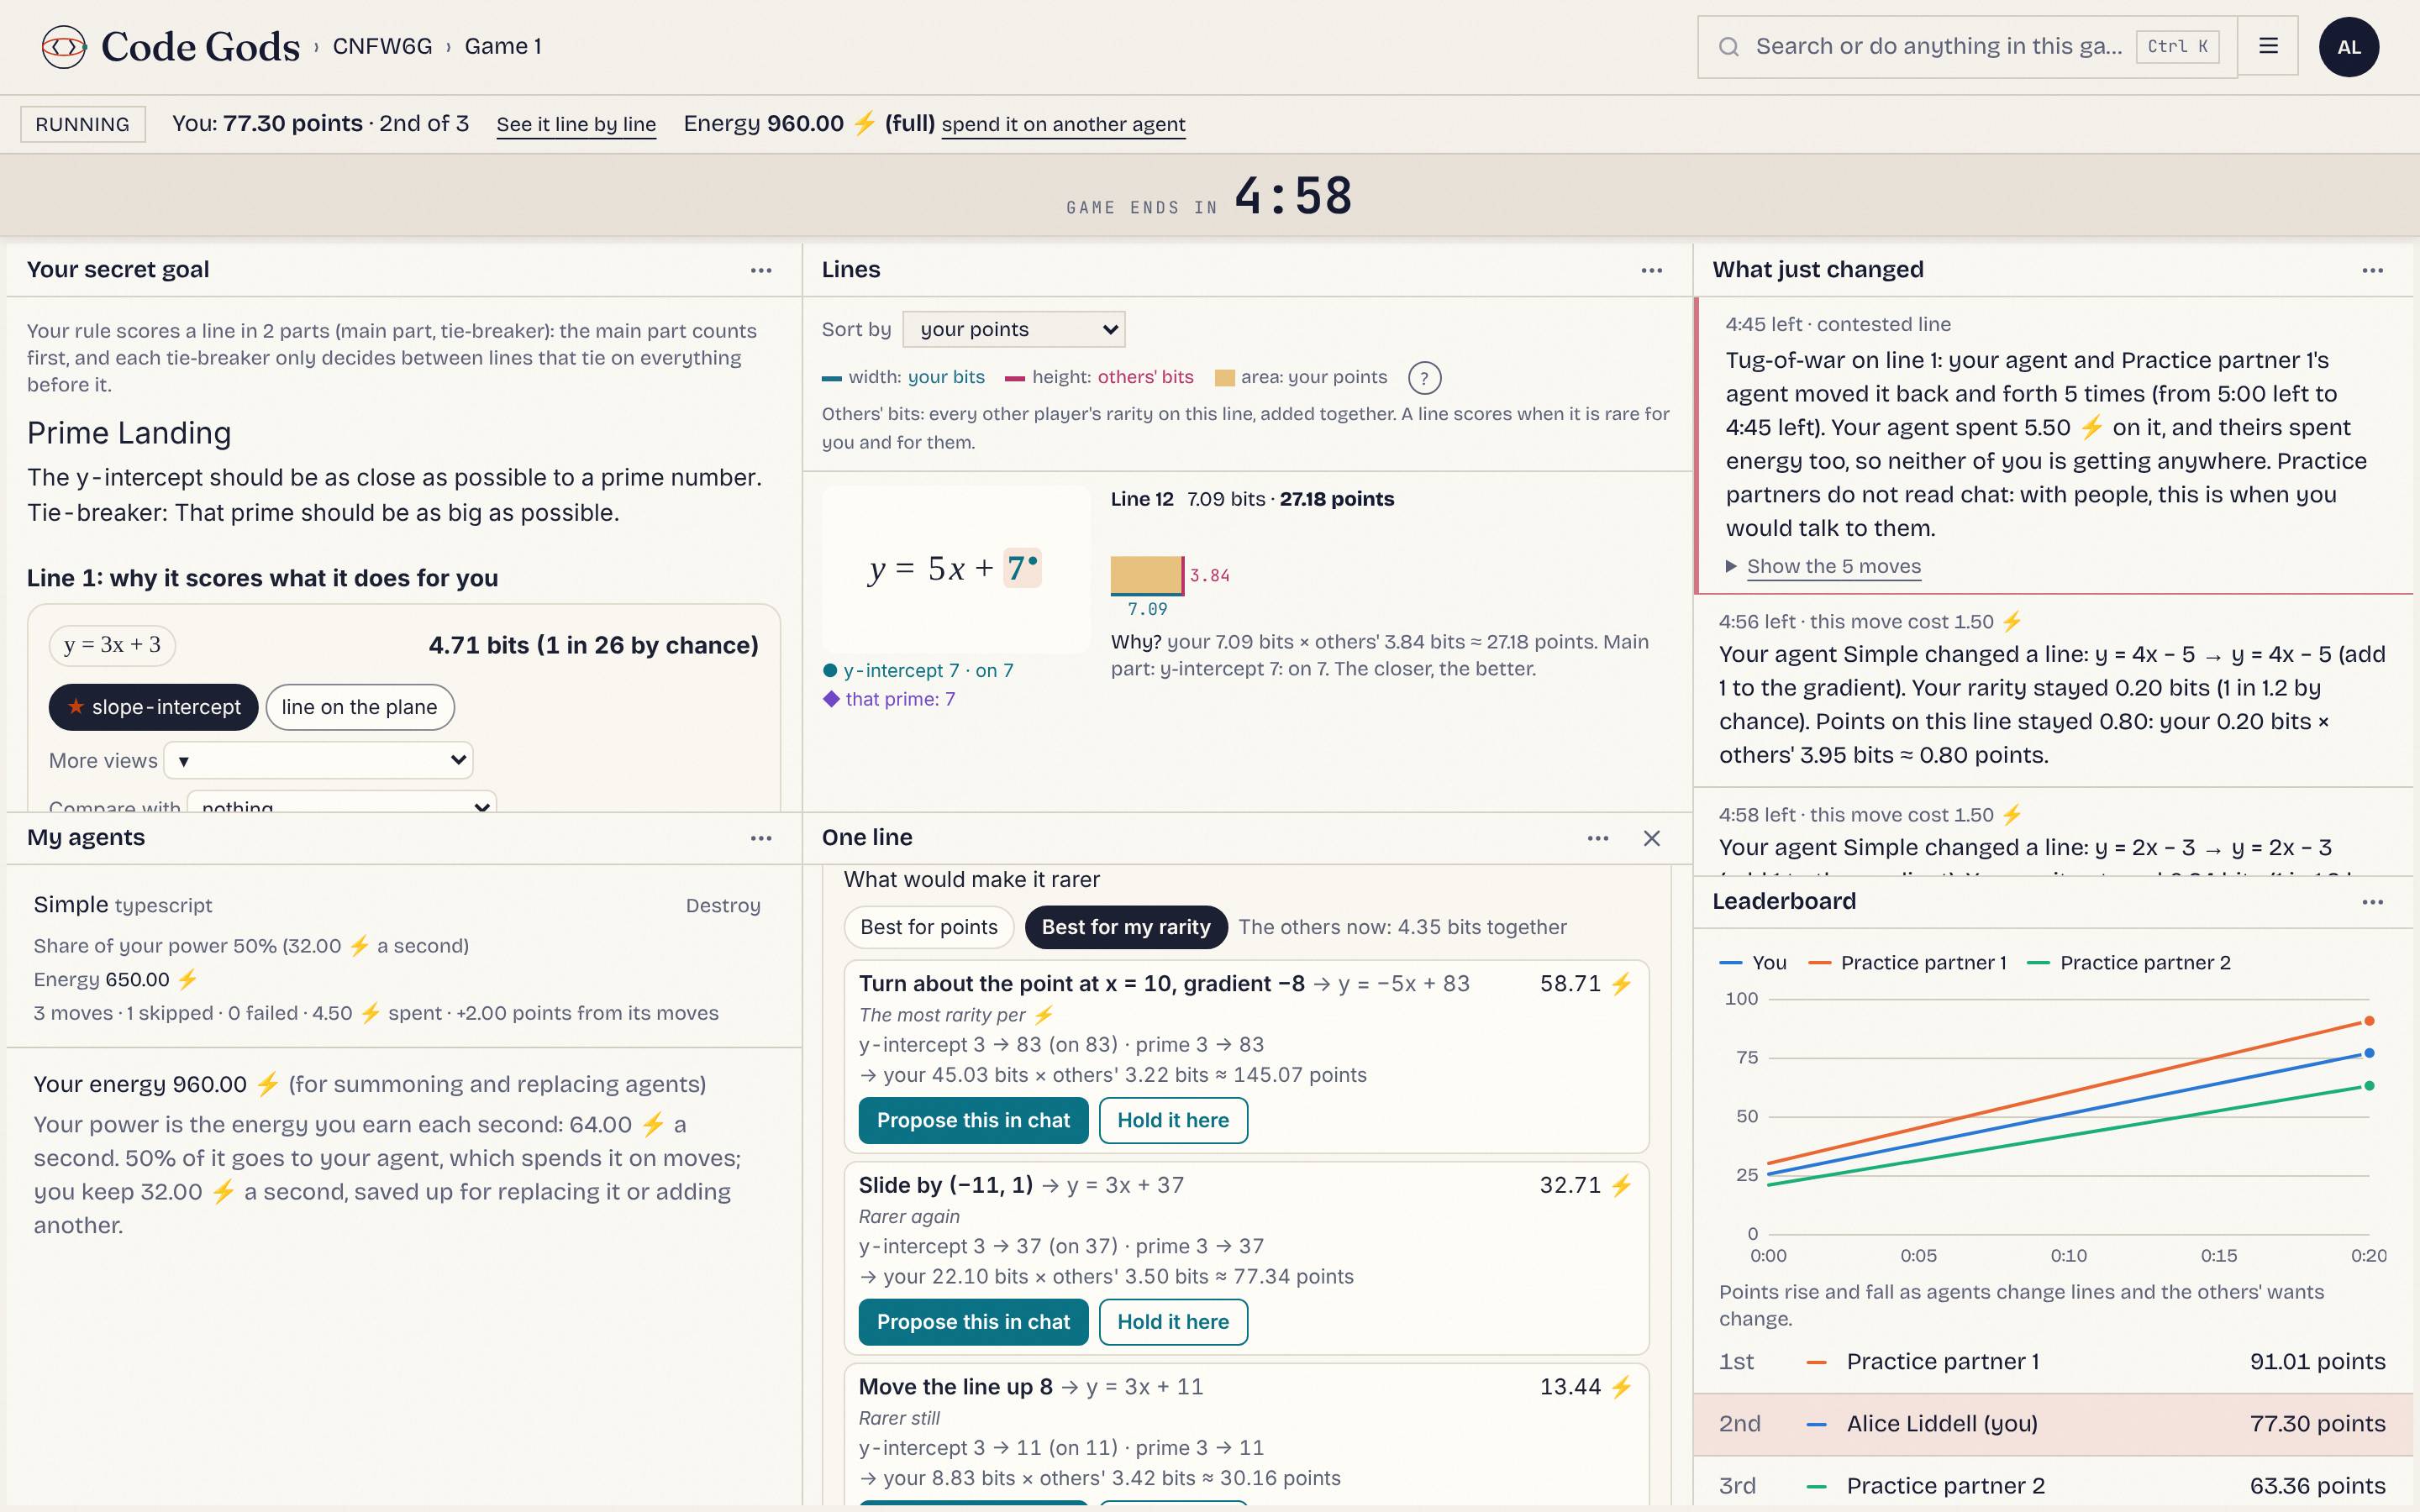 Code Gods › CNFW6G › Game 1
Search or do anything in this ga... Ctrl K
AL
RUNNING You: 77.30 points · 2nd of 3 See it line by line Energy 960.00 ⚡ (full) spend it on another agent
GAME ENDS IN 4:58
Your secret goal
Your rule scores a line in 2 parts (main part, tie-breaker): the main part counts
first, and each tie-breaker only decides between lines that tie on everything
before it.
Prime Landing
The y-intercept should be as close as possible to a prime number.
Tie-breaker: That prime should be as big as possible.
Line 1: why it scores what it does for you
y = 3x + 3 4.71 bits (1 in 26 by chance)
★ slope-intercept line on the plane
More views ▾
Compare with nothing
My agents
Simple typescript Destroy
Share of your power 50% (32.00 ⚡ a second)
Energy 650.00 ⚡
3 moves · 1 skipped · 0 failed · 4.50 ⚡ spent · +2.00 points from its moves
Your energy 960.00 ⚡ (for summoning and replacing agents)
Your power is the energy you earn each second: 64.00 ⚡ a
second. 50% of it goes to your agent, which spends it on moves;
you keep 32.00 ⚡ a second, saved up for replacing it or adding
another.
Lines
Sort by your points
width: your bits height: others' bits area: your points ?
Others' bits: every other player's rarity on this line, added together. A line scores when it is rare for
you and for them.
y = 5x + 7
y-intercept 7 · on 7
that prime: 7
Line 12 7.09 bits · 27.18 points
3.84
7.09
Why? your 7.09 bits × others' 3.84 bits ≈ 27.18 points. Main
part: y-intercept 7: on 7. The closer, the better.
One line
What would make it rarer
Best for points Best for my rarity The others now: 4.35 bits together
Turn about the point at x = 10, gradient −8 → y = −5x + 83 58.71 ⚡
The most rarity per ⚡
y-intercept 3 → 83 (on 83) · prime 3 → 83
→ your 45.03 bits × others' 3.22 bits ≈ 145.07 points
Propose this in chat Hold it here
Slide by (−11, 1) → y = 3x + 37 32.71 ⚡
Rarer again
y-intercept 3 → 37 (on 37) · prime 3 → 37
→ your 22.10 bits × others' 3.50 bits ≈ 77.34 points
Propose this in chat Hold it here
Move the line up 8 → y = 3x + 11 13.44 ⚡
Rarer still
y-intercept 3 → 11 (on 11) · prime 3 → 11
→ your 8.83 bits × others' 3.42 bits ≈ 30.16 points
What just changed
4:45 left · contested line
Tug-of-war on line 1: your agent and Practice partner 1's
agent moved it back and forth 5 times (from 5:00 left to
4:45 left). Your agent spent 5.50 ⚡ on it, and theirs spent
energy too, so neither of you is getting anywhere. Practice
partners do not read chat: with people, this is when you
would talk to them.
Show the 5 moves
4:56 left · this move cost 1.50 ⚡
Your agent Simple changed a line: y = 4x − 5 → y = 4x − 5 (add
1 to the gradient). Your rarity stayed 0.20 bits (1 in 1.2 by
chance). Points on this line stayed 0.80: your 0.20 bits ×
others' 3.95 bits ≈ 0.80 points.
4:58 left · this move cost 1.50 ⚡
Your agent Simple changed a line: y = 2x − 3 → y = 2x − 3
Leaderboard
You Practice partner 1 Practice partner 2
100
75
50
25
0
0:00 0:05 0:10 0:15 0:20
Points rise and fall as agents change lines and the others' wants
change.
1st Practice partner 1 91.01 points
2nd Alice Liddell (you) 77.30 points
3rd Practice partner 2 63.36 points